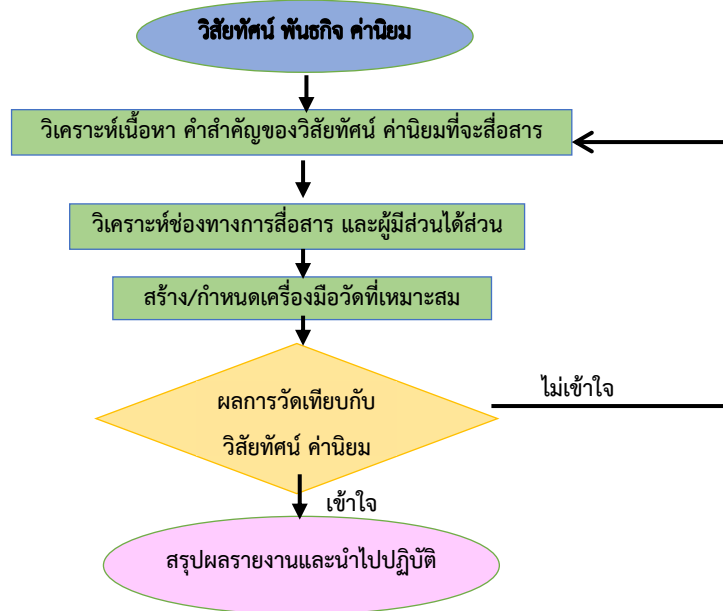 วิสัยทัศน์ พันธกิจ ค่านิยม
วิเคราะห์เนื้อหา คำสำคัญของวิสัยทัศน์ ค่านิยมที่จะสื่อสาร
วิเคราะห์ช่องทางการสื่อสาร และผู้มีส่วนได้ส่วน
สร้าง/กำหนดเครื่องมือวัดที่เหมาะสม
ผลการวัดเทียบกับ
วิสัยทัศน์ ค่านิยม
ไม่เข้าใจ
เข้าใจ
สรุปผลรายงานและนำไปปฏิบัติ